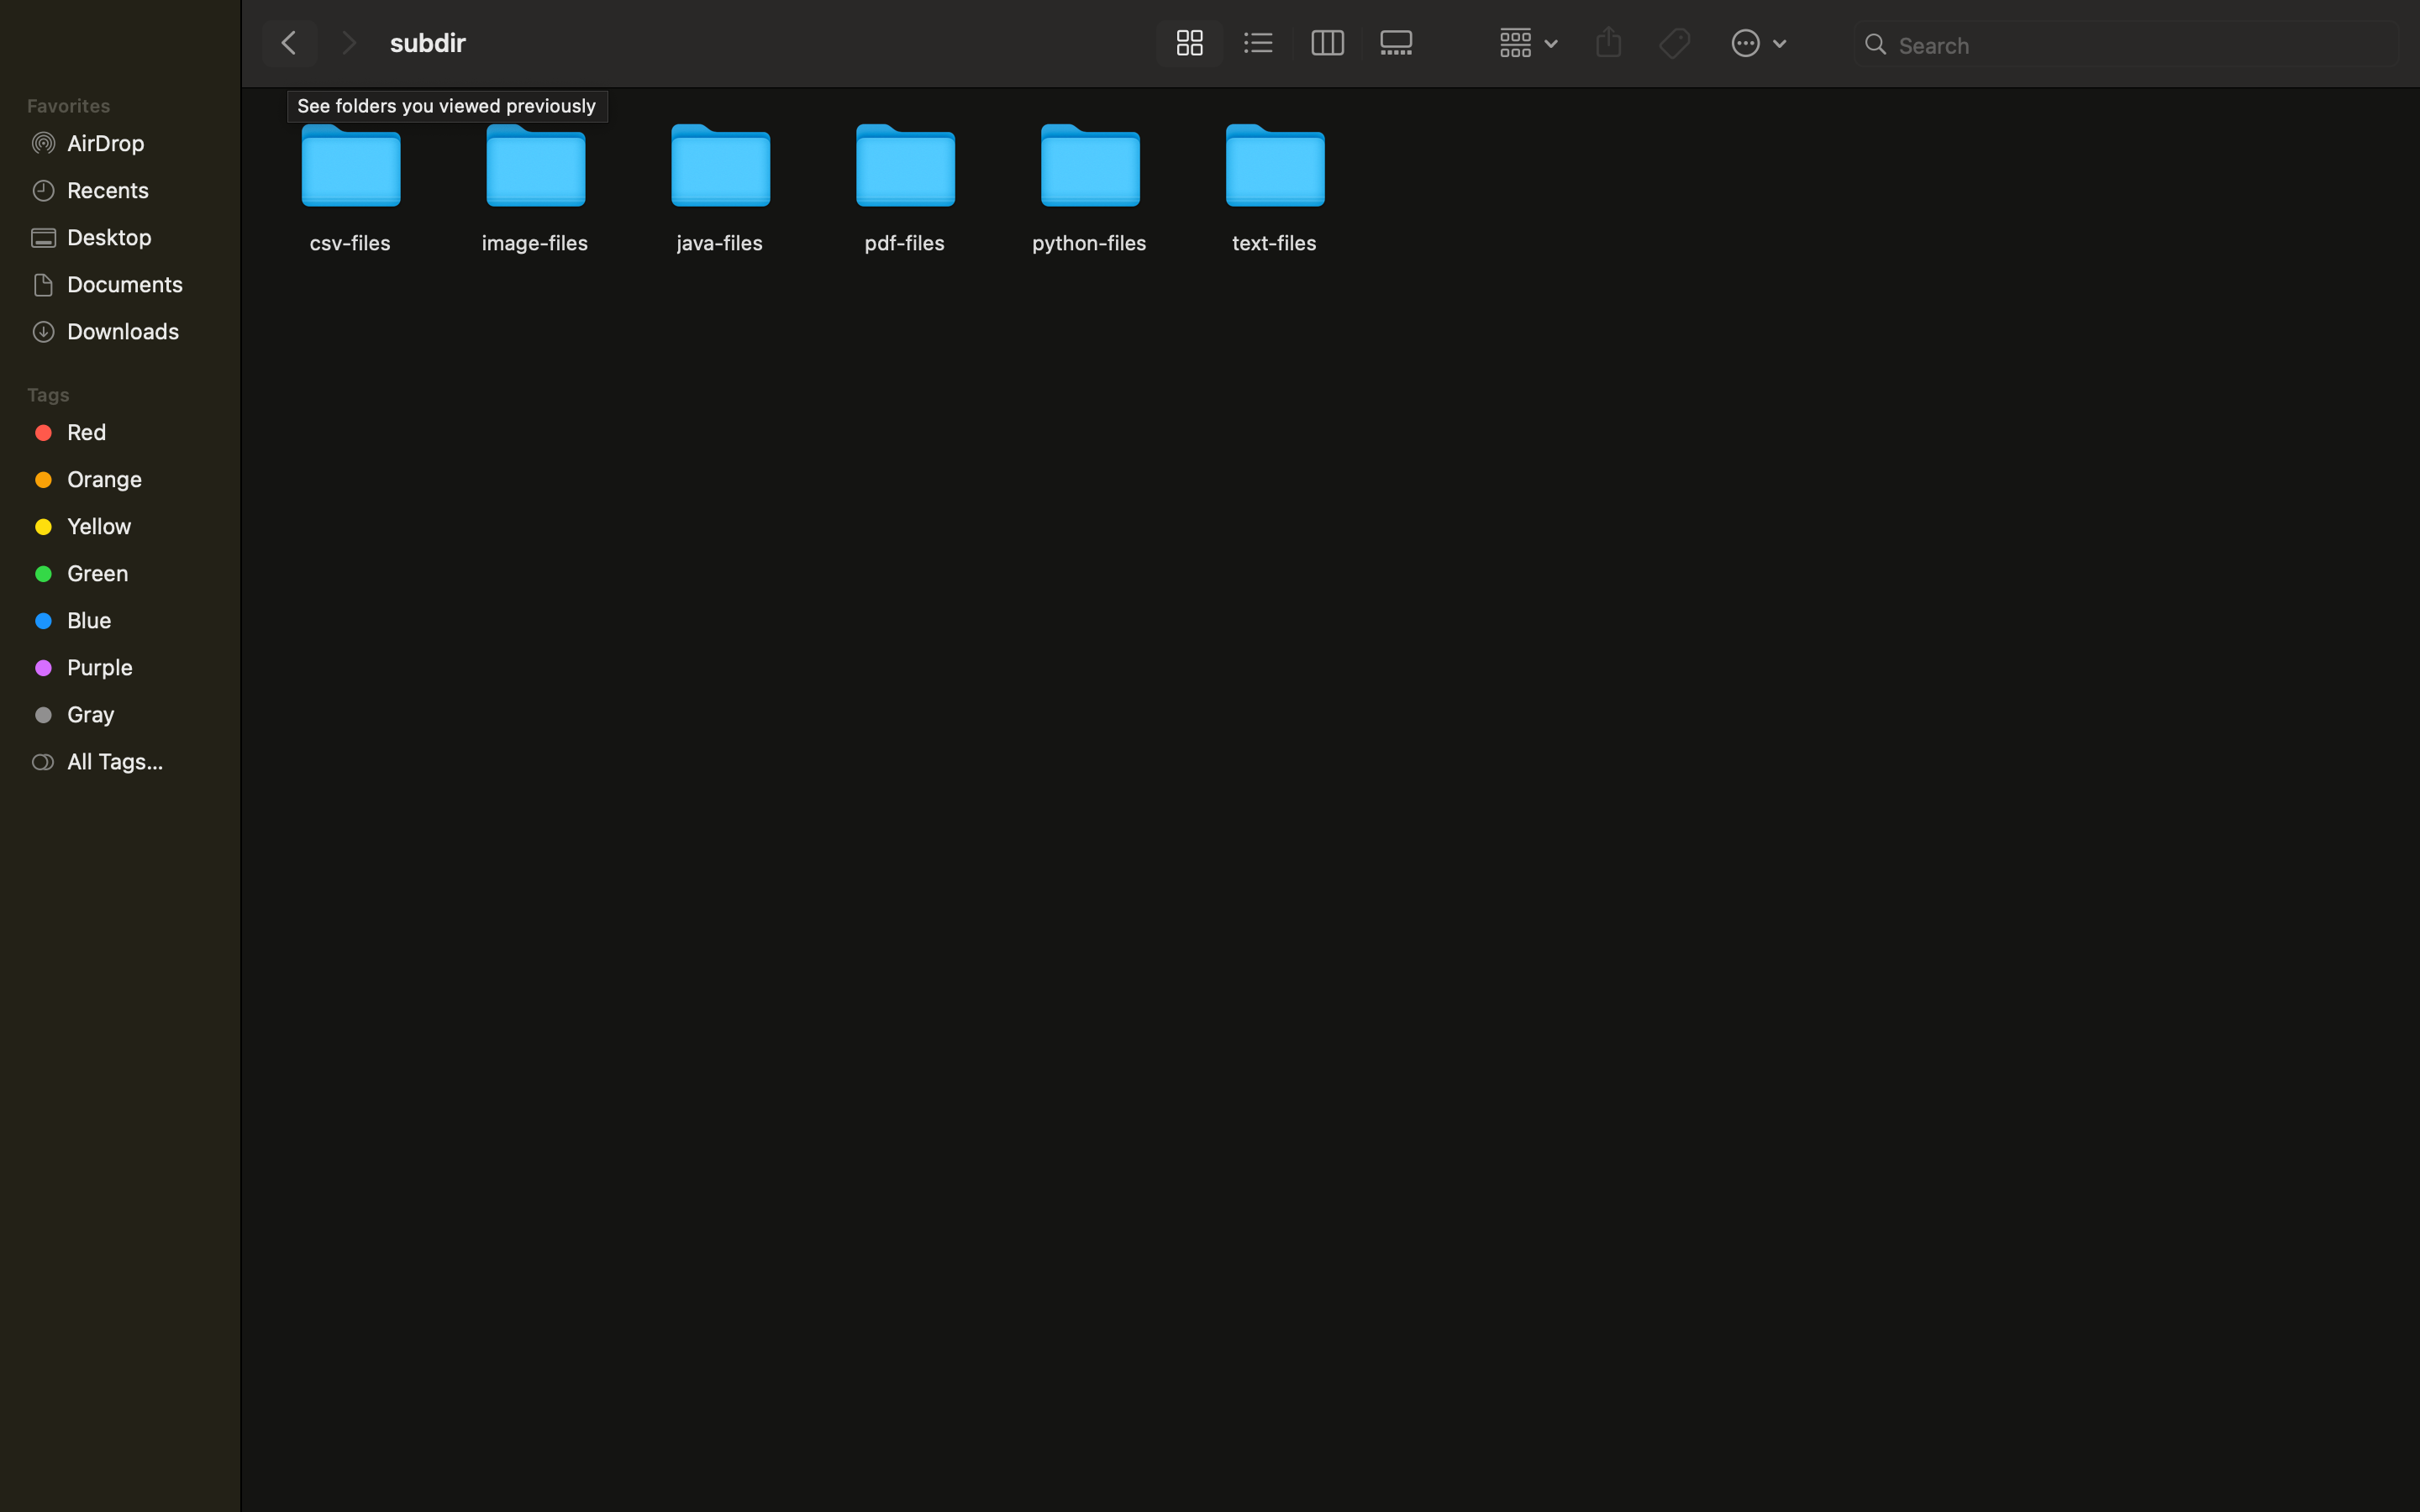 subdir
Search
See folders you viewed previously
Favorites
AirDrop
Recents
Desktop
Documents
Downloads
Tags
Red
Orange
Yellow
Green
Blue
Purple
Gray
All Tags...
csv-files
image-files
java-files
pdf-files
python-files
text-files